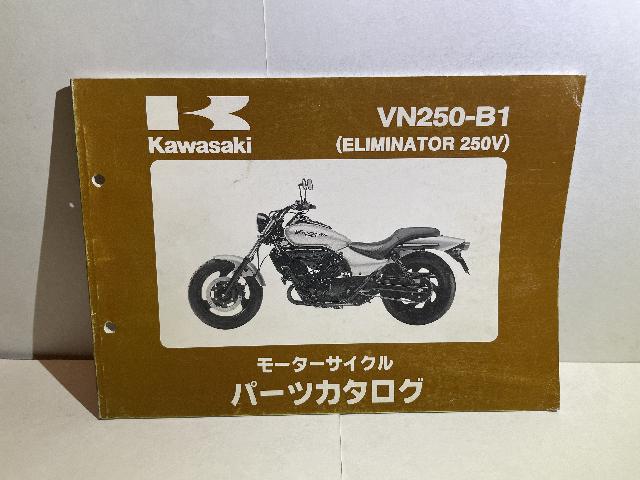 Kawasaki
VN250-B1
(ELIMINATOR 250V)
モーターサイクル
パーツカタログ